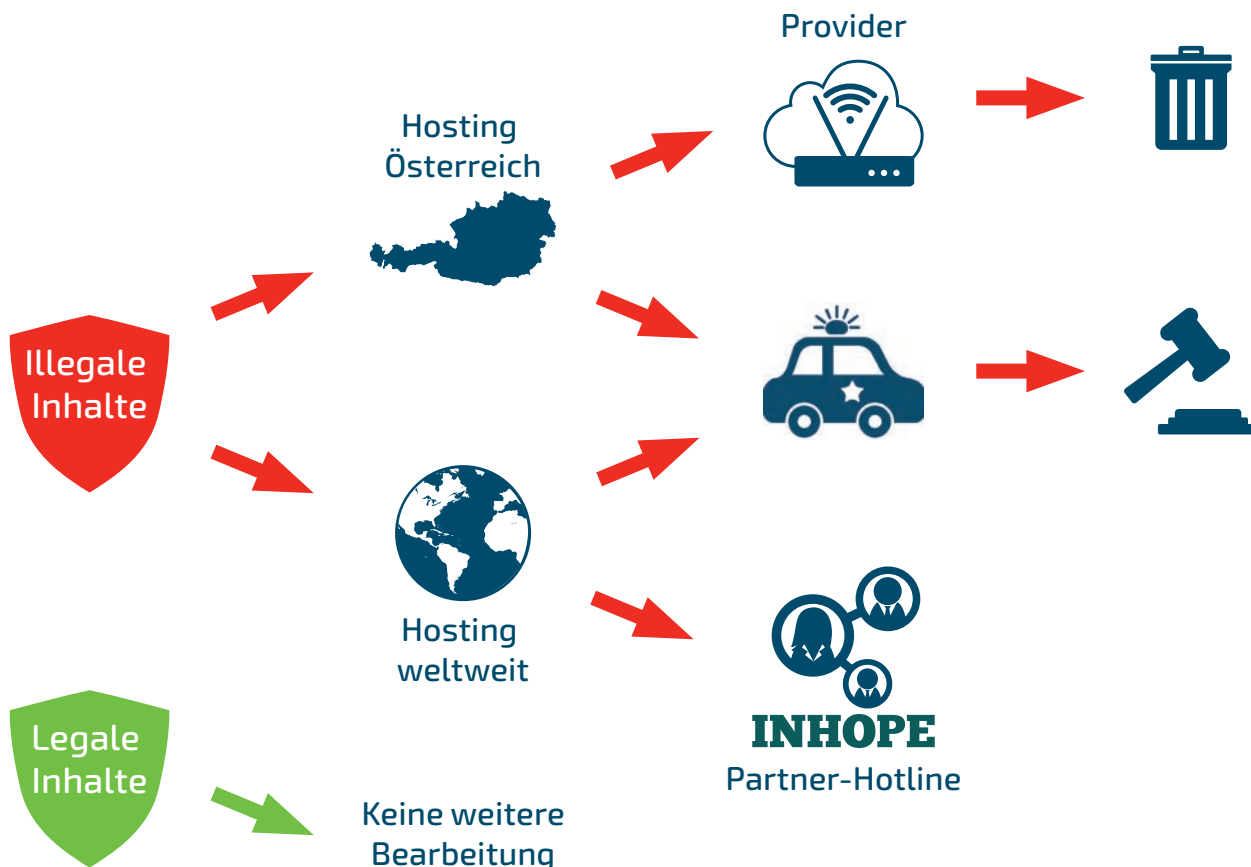 Provider
Hosting
Österreich
Illegale
Inhalte
Hosting
weltweit
INHOPE
Partner-Hotline
Legale
Inhalte
Keine weitere
Bearbeitung